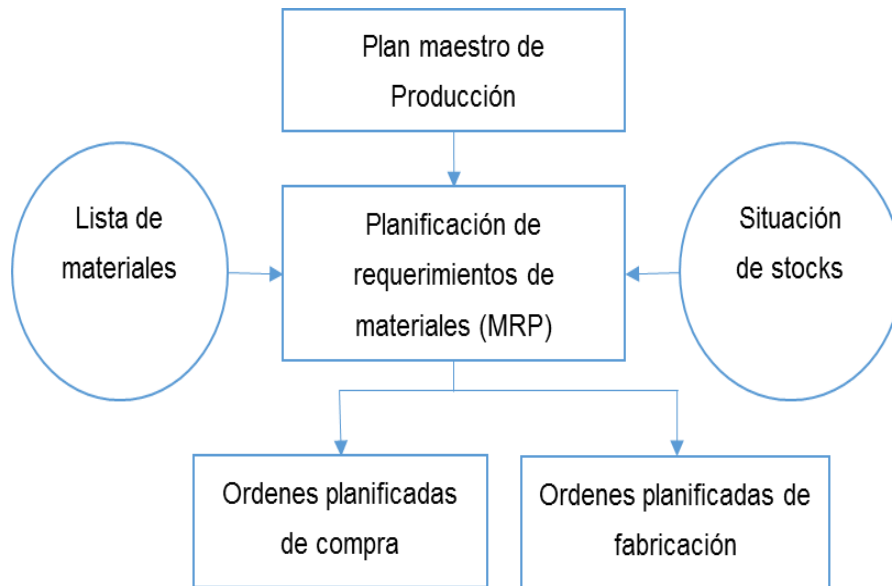 Plan maestro de
Producción
Lista de
materiales
Planificación de
requerimientos de
materiales (MRP)
Situación
de stocks
Ordenes planificadas
de compra
Ordenes planificadas de
fabricación